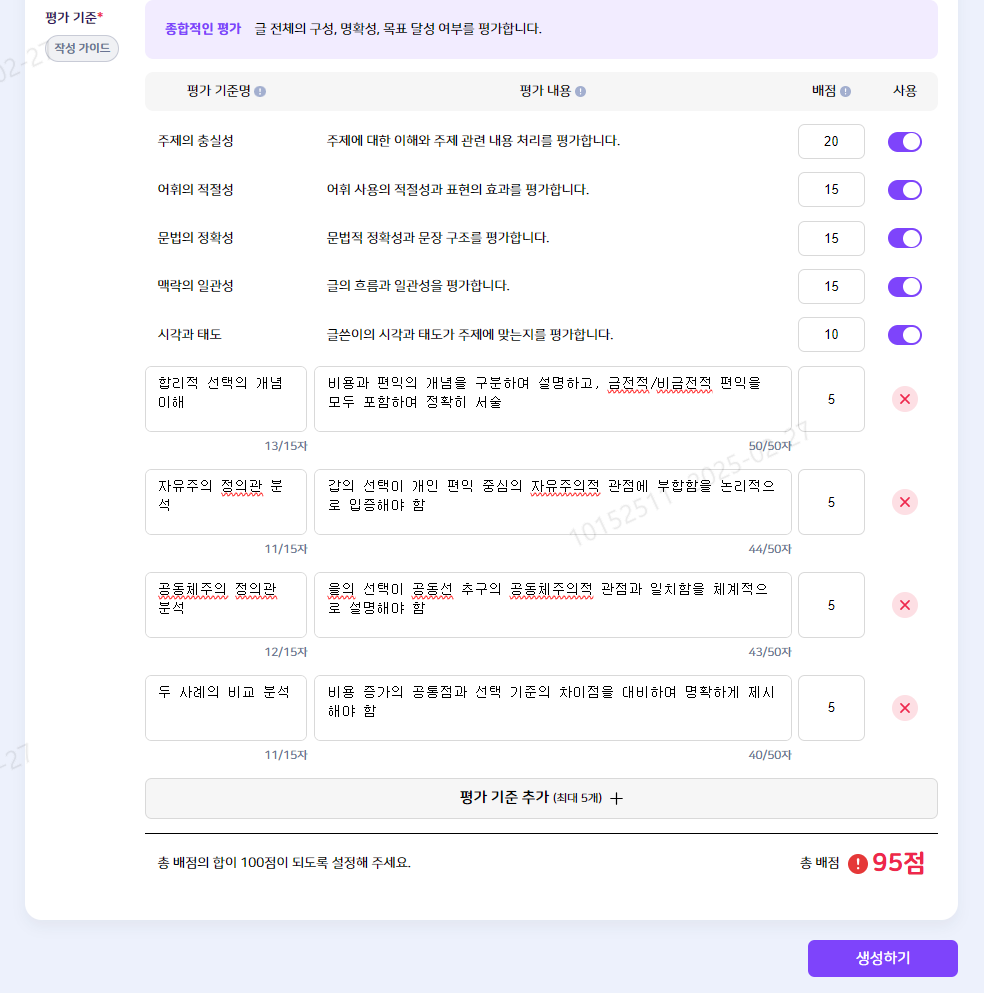 평가 기준*
작성 가이드
종합적인 평가 글 전체의 구성, 명확성, 목표 달성 여부를 평가합니다.
평가 기준명 평가 내용 배점 사용
주제의 충실성 주제에 대한 이해와 주제 관련 내용 처리를 평가합니다. 20
어휘의 적절성 어휘 사용의 적절성과 표현의 효과를 평가합니다. 15
문법의 정확성 문법적 정확성과 문장 구조를 평가합니다. 15
맥락의 일관성 글의 흐름과 일관성을 평가합니다. 15
시각과 태도 글쓴이의 시각과 태도가 주제에 맞는지를 평가합니다. 10
합리적 선택의 개념
이해
비용과 편익의 개념을 구분하여 설명하고, 금전적/비금전적 편익을
모두 포함하여 정확히 서술
5
13/15자 50/50자
자유주의 정의관 분
석
갑의 선택이 개인 편익 중심의 자유주의적 관점에 부합함을 논리적으
로 입증해야 함
5
11/15자 44/50자
공동체주의 정의관
분석
을의 선택이 공동선 추구의 공동체주의적 관점과 일치함을 체계적으
로 설명해야 함
5
12/15자 43/50자
두 사례의 비교 분석
비용 증가의 공통점과 선택 기준의 차이점을 대비하여 명확하게 제시
해야 함
5
11/15자 40/50자
평가 기준 추가 (최대 5개) +
총 배점의 합이 100점이 되도록 설정해 주세요. 총 배점 95점
생성하기
10152511 2025-02-27
02-27
-27